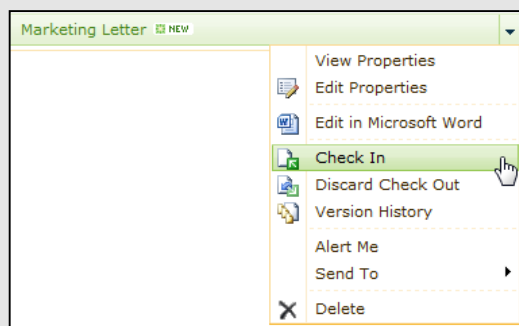 Marketing Letter NEW
View Properties
Edit Properties
Edit in Microsoft Word
Check In
Discard Check Out
Version History
Alert Me
Send To
Delete